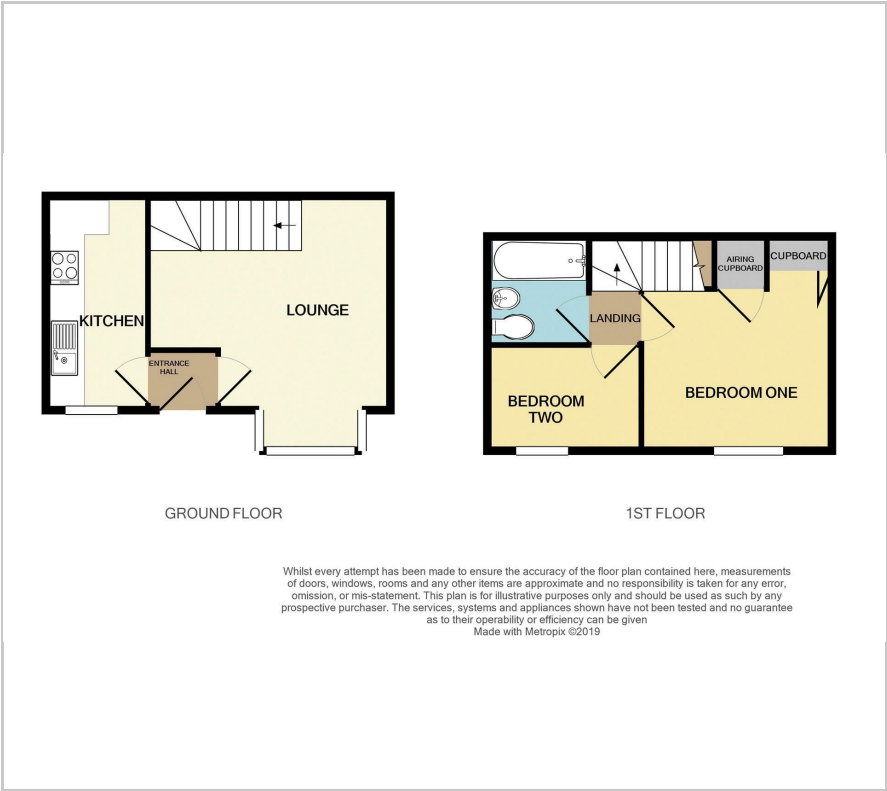 KITCHEN
LOUNGE
ENTRANCE
HALL
GROUND FLOOR
AIRING
CUPBOARD
CUPBOARD
LANDING
BEDROOM
TWO
BEDROOM ONE
1ST FLOOR
Whilst every attempt has been made to ensure the accuracy of the floor plan contained here, measurements
of doors, windows, rooms and any other items are approximate and no responsibility is taken for any error,
omission, or mis-statement. This plan is for illustrative purposes only and should be used as such by any
prospective purchaser. The services, systems and appliances shown have not been tested and no guarantee
as to their operability or efficiency can be given
Made with Metropix ©2019